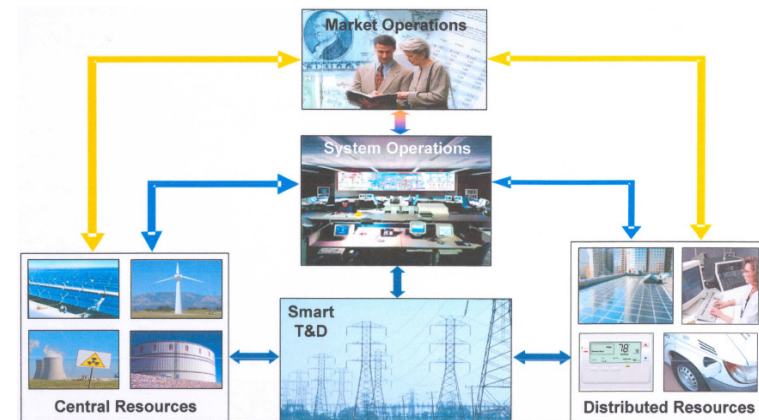 Market Operations
System Operations
Smart
T&D
78
Central Resources
Distributed Resources